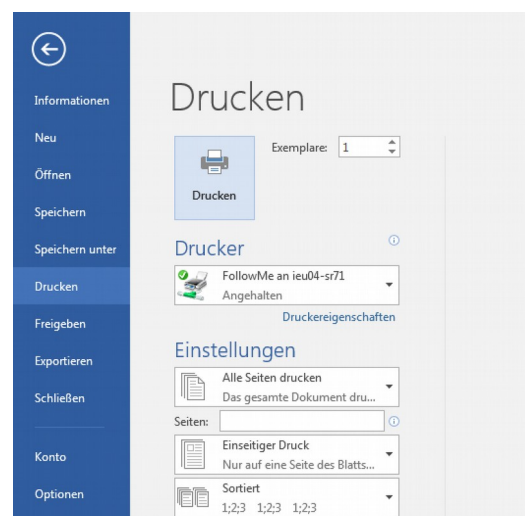 Informationen
Neu
Öffnen
Speichern
Speichern unter
Drucken
Freigeben
Exportieren
Schließen
Konto
Optionen
Drucken
Drucken
Exemplare: 1
Drucker
FollowMe an ieu04-sr71
Angehalten
Druckereigenschaften
Einstellungen
Alle Seiten drucken
Das gesamte Dokument dru...
Seiten:
Einseitiger Druck
Nur auf eine Seite des Blatts...
Sortiert
1;2;3 1;2;3 1;2;3